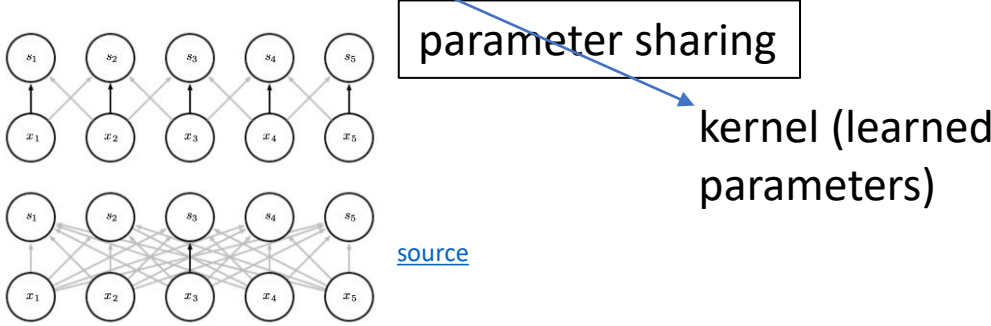 parameter sharing
s₁ s₂ s₃ s₄ s₅
x₁ x₂ x₃ x₄ x₅
kernel (learned
parameters)
s₁ s₂ s₃ s₄ s₅
source
x₁ x₂ x₃ x₄ x₅